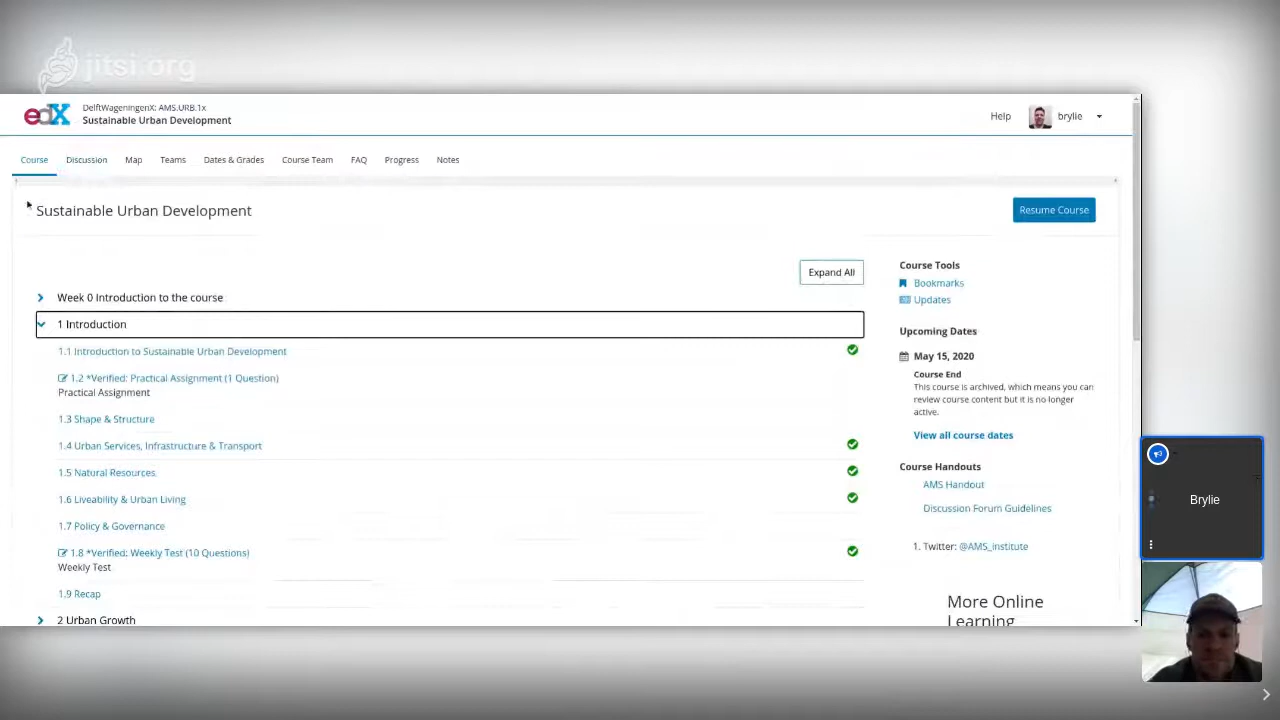 jitsi.org
edX
DelftWageningenX: AMS.URB.1x
Sustainable Urban Development
Help
brylie
Course
Discussion
Map
Teams
Dates & Grades
Course Team
FAQ
Progress
Notes
Sustainable Urban Development
Resume Course
Expand All
Week 0 Introduction to the course
1 Introduction
1.1 Introduction to Sustainable Urban Development
1.2 *Verified: Practical Assignment (1 Question)
Practical Assignment
1.3 Shape & Structure
1.4 Urban Services, Infrastructure & Transport
1.5 Natural Resources
1.6 Liveability & Urban Living
1.7 Policy & Governance
1.8 *Verified: Weekly Test (10 Questions)
Weekly Test
1.9 Recap
2 Urban Growth
Course Tools
Bookmarks
Updates
Upcoming Dates
May 15, 2020
Course End
This course is archived, which means you can
review course content but it is no longer
active.
View all course dates
Course Handouts
AMS Handout
Discussion Forum Guidelines
1. Twitter: @AMS_institute
More Online
Learning
Brylie